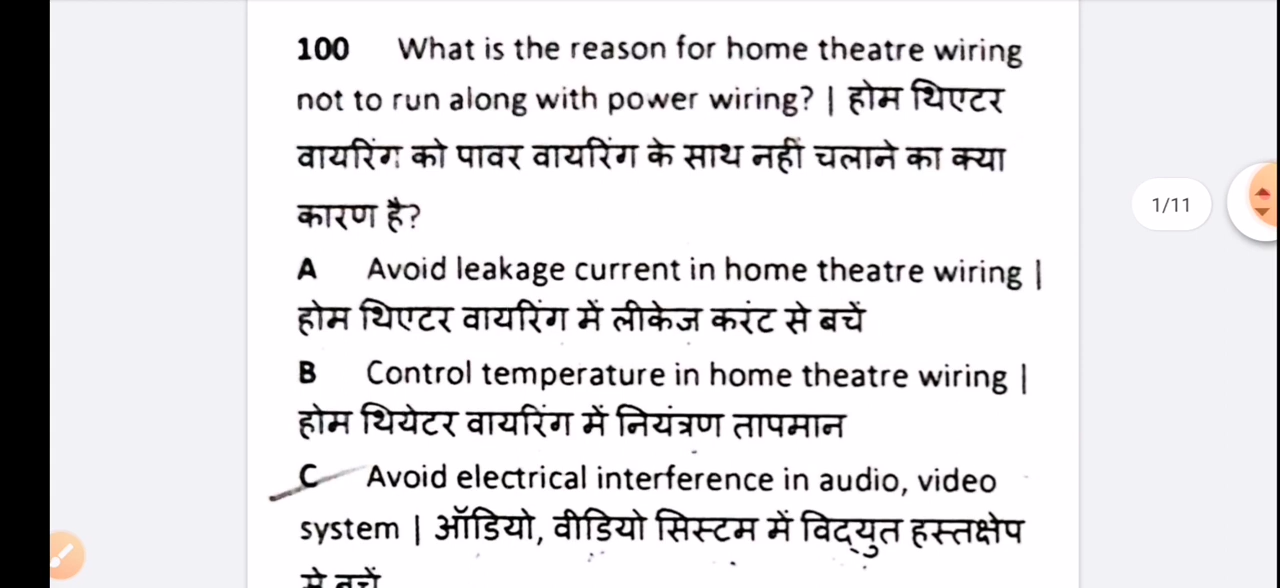 100 What is the reason for home theatre wiring
not to run along with power wiring? | होम थिएटर
वायरिंग को पावर वायरिंग के साथ नहीं चलाने का क्या
कारण है?
1/11
A Avoid leakage current in home theatre wiring |
होम थिएटर वायरिंग में लीकेज करंट से बचें
B Control temperature in home theatre wiring |
होम थियेटर वायरिंग में नियंत्रण तापमान
C Avoid electrical interference in audio, video
system | ऑडियो, वीडियो सिस्टम में विद्युत हस्तक्षेप
से बचें